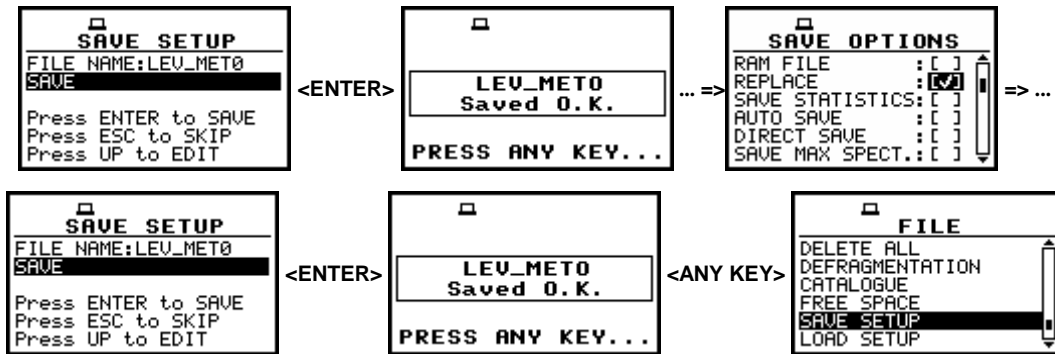 SAVE SETUP
FILE NAME:LEV_MET0
SAVE
Press ENTER to SAVE
Press ESC to SKIP
Press UP to EDIT
<ENTER>
LEV_MET0
Saved O.K.
PRESS ANY KEY...
... =>
SAVE OPTIONS
RAM FILE :[ ]
REPLACE :[✓]
SAVE STATISTICS:[ ]
AUTO SAVE :[ ]
DIRECT SAVE :[ ]
SAVE MAX SPECT.:[ ]
=> ...
SAVE SETUP
FILE NAME:LEV_MET0
SAVE
Press ENTER to SAVE
Press ESC to SKIP
Press UP to EDIT
<ENTER>
LEV_MET0
Saved O.K.
PRESS ANY KEY...
<ANY KEY>
FILE
DELETE ALL
DEFRAGMENTATION
CATALOGUE
FREE SPACE
SAVE SETUP
LOAD SETUP